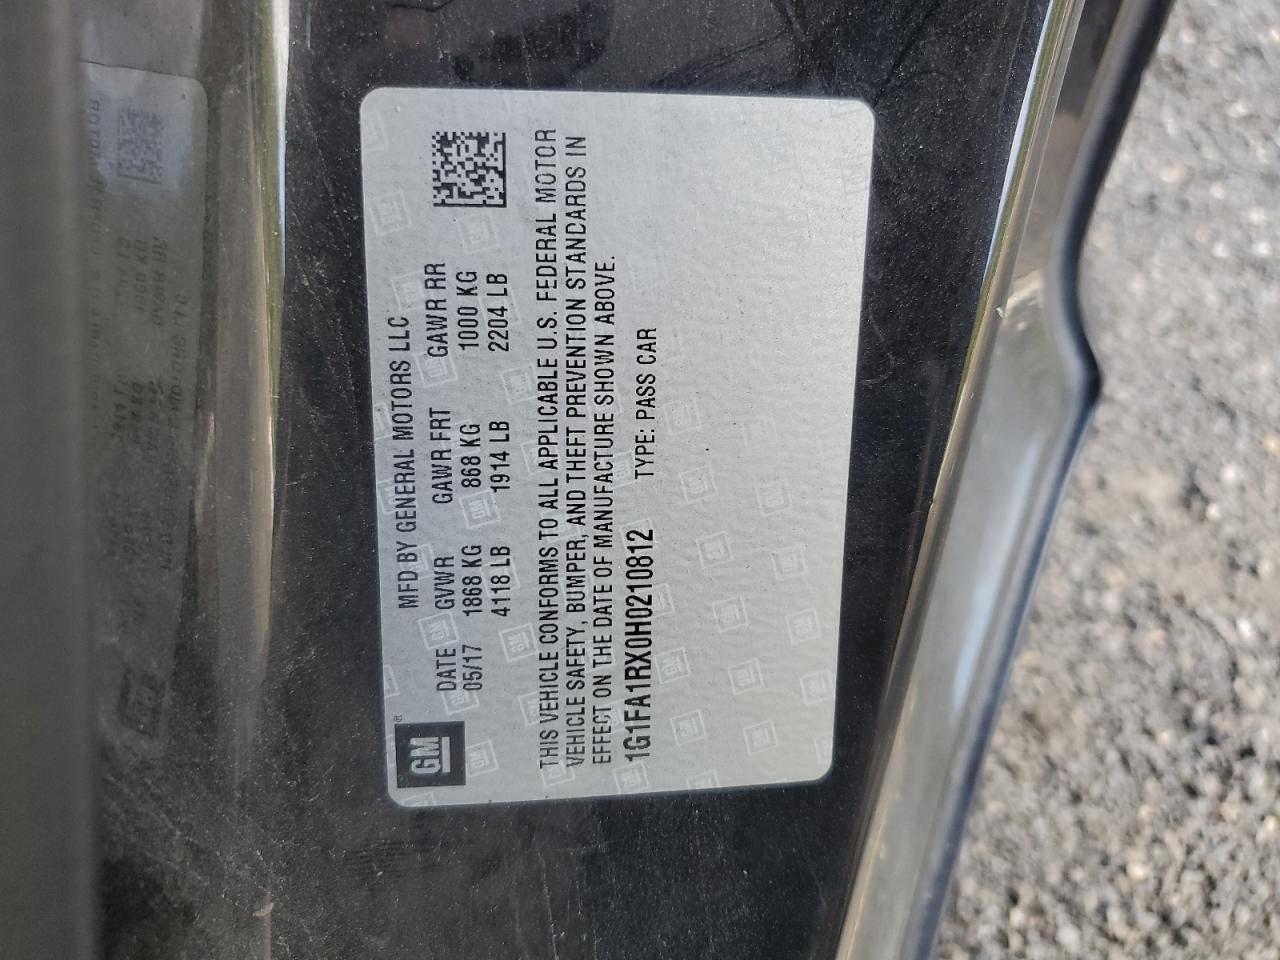 GM®
MFD BY GENERAL MOTORS LLC
DATE GVWR GAWR FRT GAWR RR
05/17 1868 KG 868 KG 1000 KG
4118 LB 1914 LB 2204 LB
THIS VEHICLE CONFORMS TO ALL APPLICABLE U.S. FEDERAL MOTOR
VEHICLE SAFETY, BUMPER, AND THEFT PREVENTION STANDARDS IN
EFFECT ON THE DATE OF MANUFACTURE SHOWN ABOVE.
1G1FA1RX0H0210812 TYPE: PASS CAR